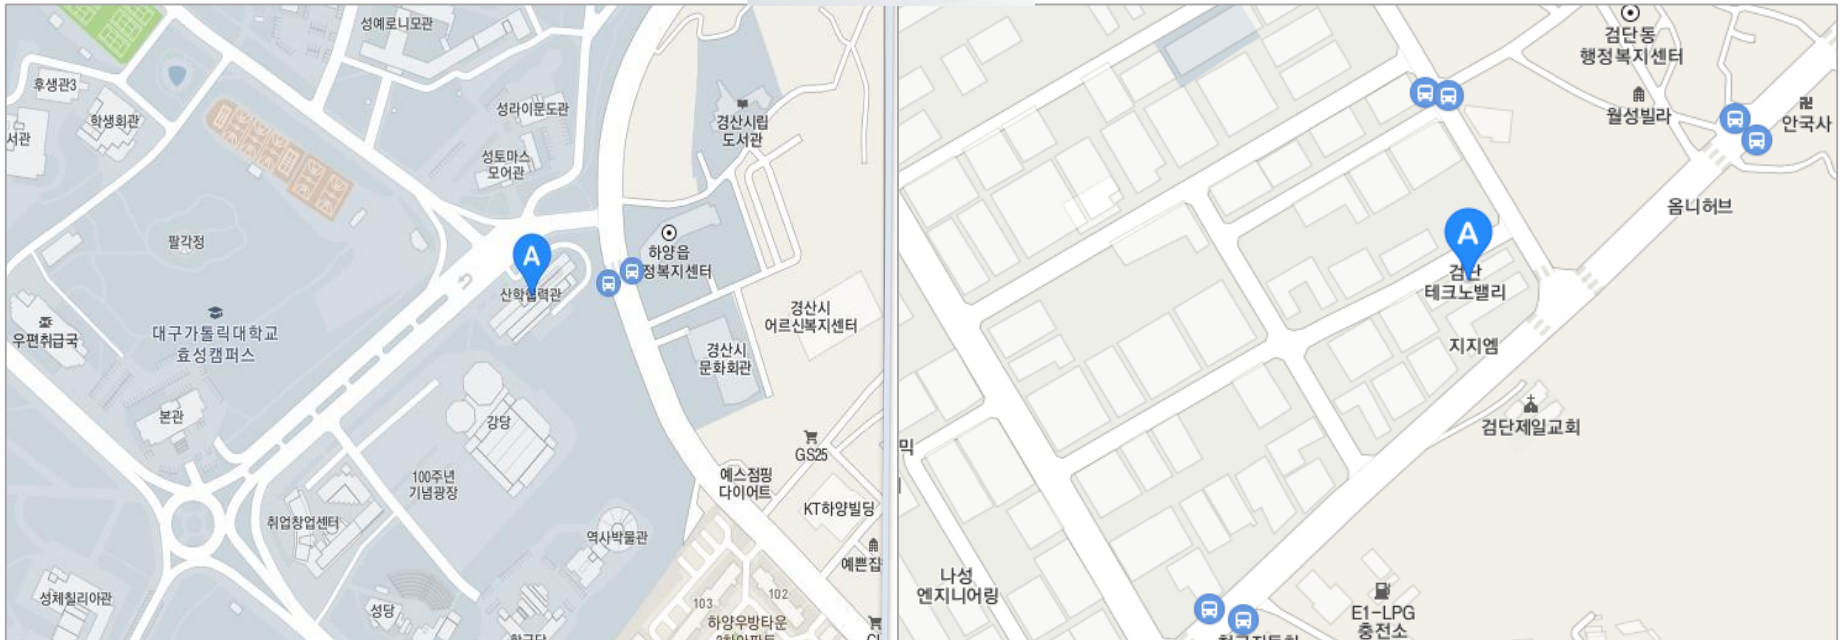 성예로니모관
후생관3
학생회관
서관
성라이문도관
성토마스
모어관
경산시립
도서관
팔각정
A
산학협력관
하양읍
정복지센터
우편취급국
대구가톨릭대학교
효성캠퍼스
경산시
어르신복지센터
경산시
문화회관
본관
강당
GS25
예스점핑
다이어트
100주년
기념광장
KT하양빌딩
취업창업센터
역사박물관
예쁜집
성체칠리아관
성당
103
102
하양우방타운
검단동
행정복지센터
월성빌라
안국사
옴니허브
A
검단
테크노밸리
지지엠
검단제일교회
믹
나성
엔지니어링
E1-LPG
충전소